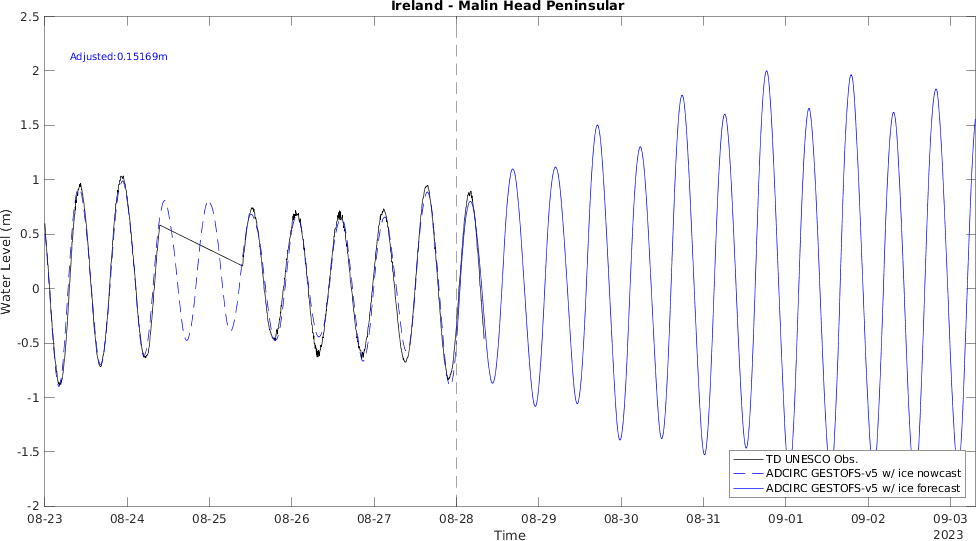 Ireland - Malin Head Peninsular
Adjusted:0.15169m
Water Level (m)
2.5
2
1.5
1
0.5
0
-0.5
-1
-1.5
-2
TD UNESCO Obs.
ADCIRC GESTOFS-v5 w/ ice nowcast
ADCIRC GESTOFS-v5 w/ ice forecast
08-23 08-24 08-25 08-26 08-27 08-28 08-29 08-30 08-31 09-01 09-02 09-03
Time
2023